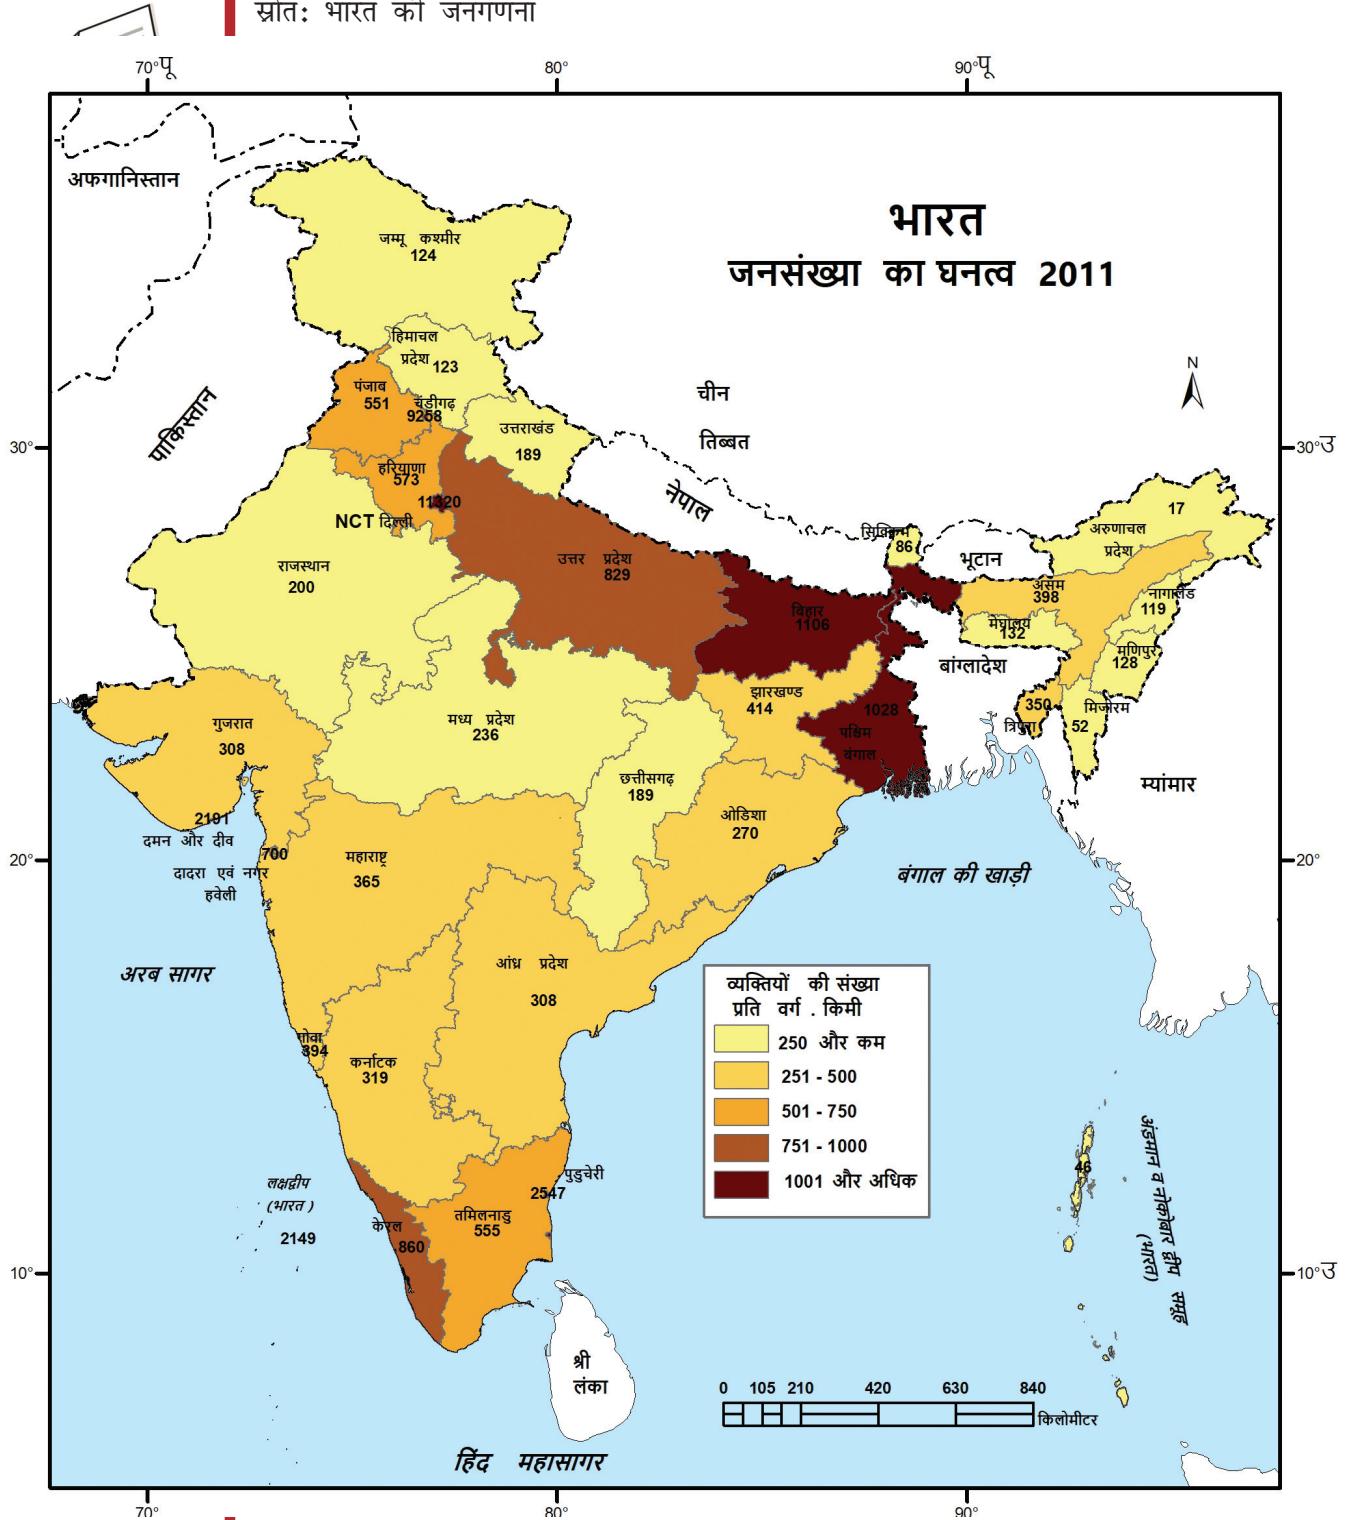 स्रोत: भारत की जनगणना
70°पू
80°
90°पू
अफगानिस्तान
भारत
जनसंख्या का घनत्व 2011
जम्मू कश्मीर
124
हिमाचल
प्रदेश 123
N
पंजाब
551
चंडीगढ़
9258
चीन
तिब्बत
पाकिस्तान
उत्तराखंड
189
30°
30°उ
हरियाणा
573
11320
NCT दिल्ली
नेपाल
सिक्किम
86
17
अरुणाचल
प्रदेश
भूटान
उत्तर प्रदेश
829
राजस्थान
200
असम
398
नागालैंड
119
बिहार
1106
मेघालय
132
मणिपुर
128
बांग्लादेश
झारखण्ड
414
1028
पश्चिम
बंगाल
350
त्रिपुरा
मिजोरम
52
गुजरात
308
मध्य प्रदेश
236
छत्तीसगढ़
189
म्यांमार
ओडिशा
270
2191
दमन और दीव
700
दादरा एवं नगर
हवेली
महाराष्ट्र
365
20°
20°
बंगाल की खाड़ी
अरब सागर
आंध्र प्रदेश
308
गोवा
394
कर्नाटक
319
व्यक्तियों की संख्या
प्रति वर्ग . किमी
250 और कम
251 - 500
501 - 750
751 - 1000
1001 और अधिक
लक्षद्वीप
(भारत )
2149
पुडुचेरी
2547
केरल
860
तमिलनाडु
555
46
अंडमान व नीकोबार द्वीप समूह
(भारत)
10°
10°उ
श्री
लंका
0 105 210 420 630 840
किलोमीटर
हिंद महासागर
70°
80°
90°